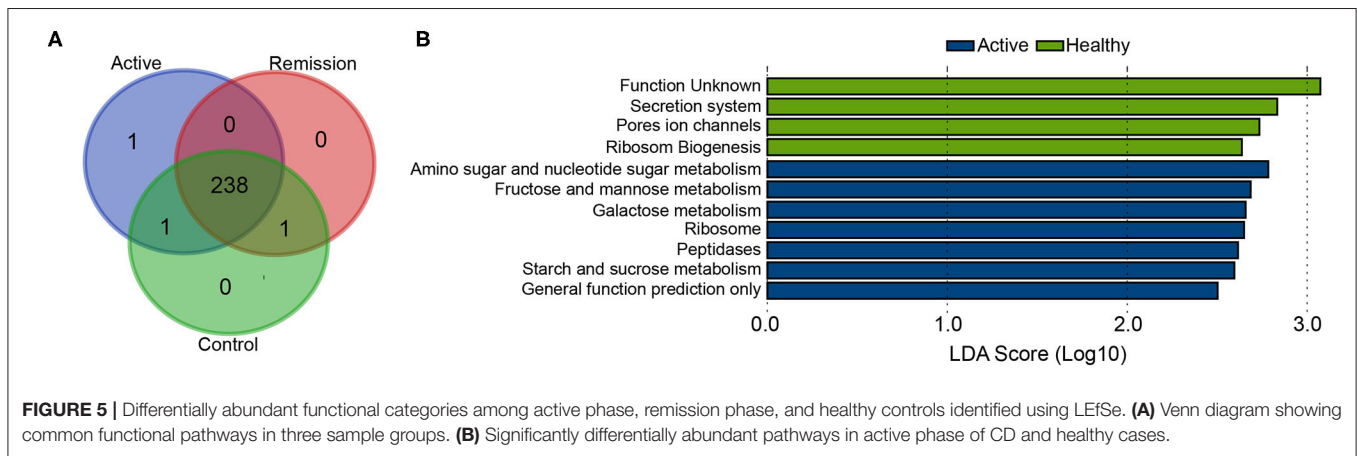 A
Active
Remission
1
0
0
238
1
1
0
Control
B
Active Healthy
Function Unknown
Secretion system
Pores ion channels
Ribosom Biogenesis
Amino sugar and nucleotide sugar metabolism
Fructose and mannose metabolism
Galactose metabolism
Ribosome
Peptidases
Starch and sucrose metabolism
General function prediction only
0.0 1.0 2.0 3.0
LDA Score (Log10)
FIGURE 5 | Differentially abundant functional categories among active phase, remission phase, and healthy controls identified using LEfSe. (A) Venn diagram showing
common functional pathways in three sample groups. (B) Significantly differentially abundant pathways in active phase of CD and healthy cases.